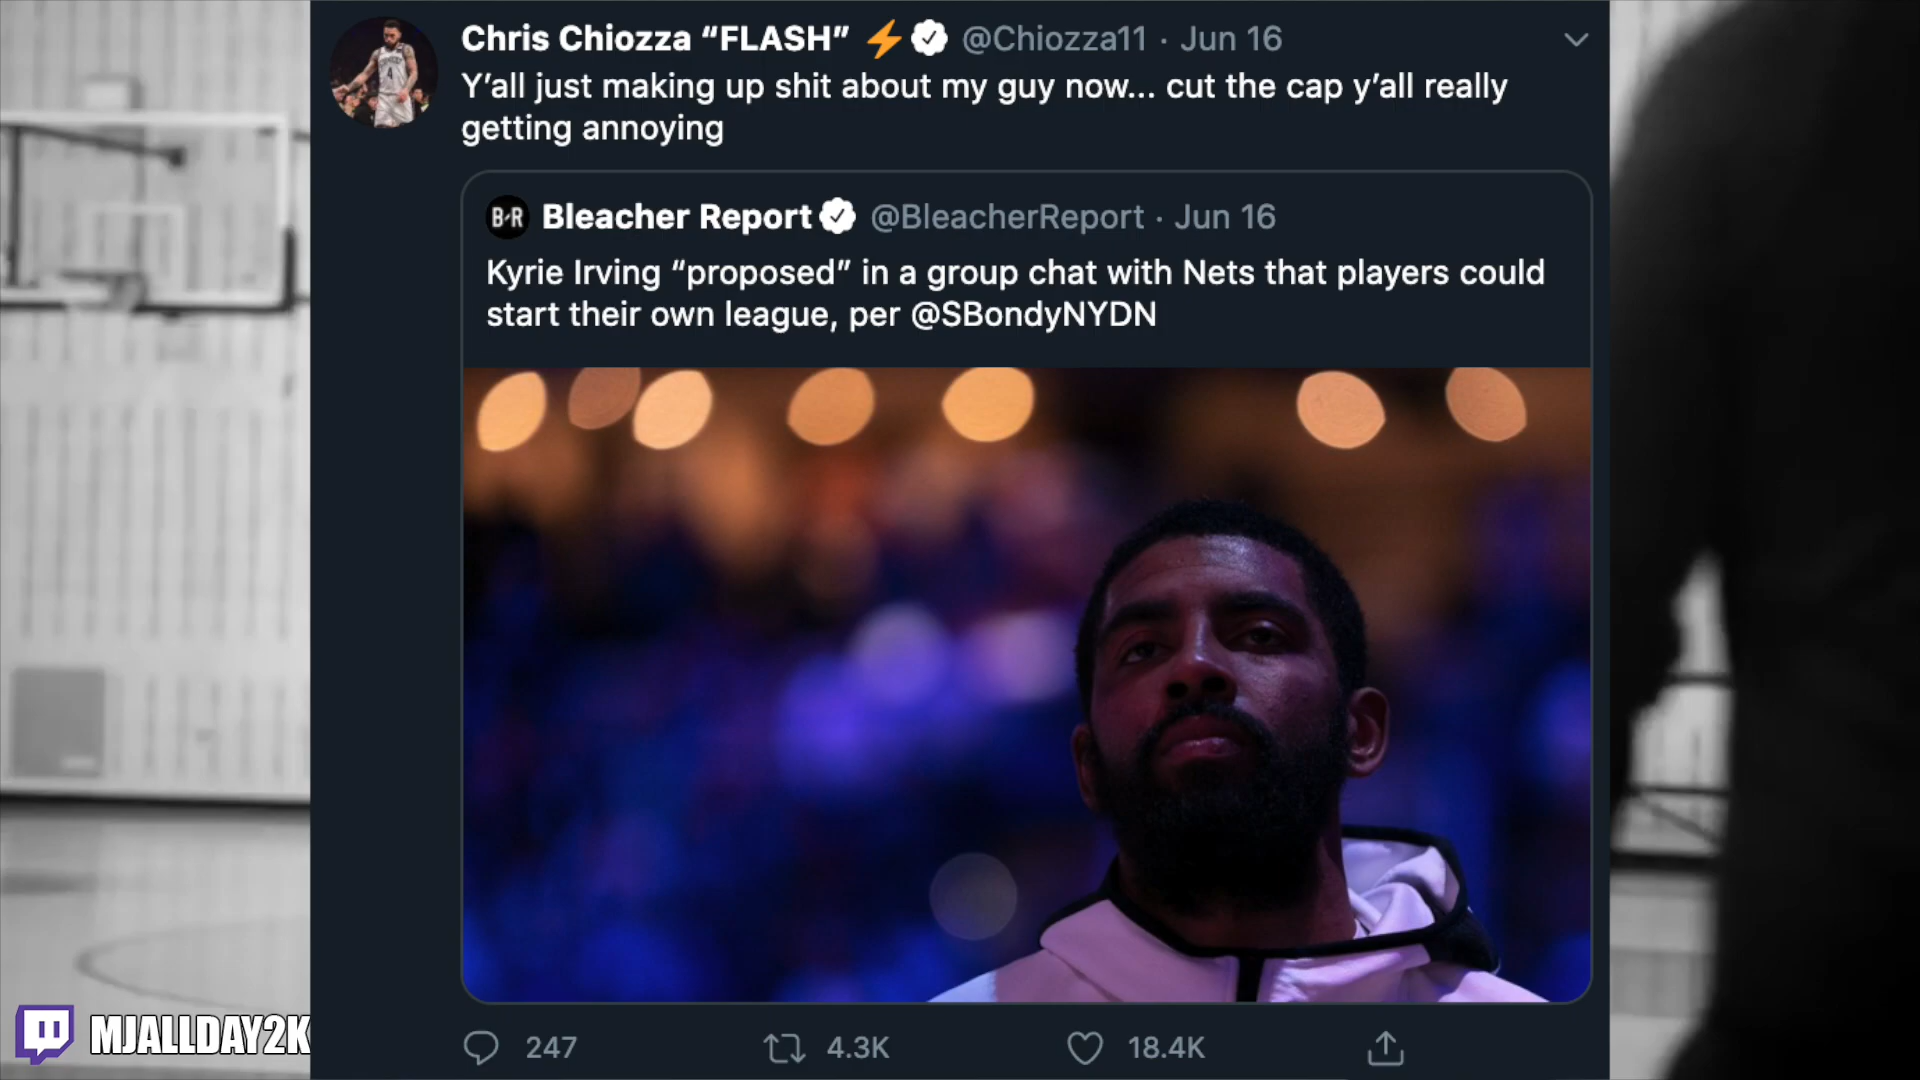 Chris Chiozza “FLASH” ⚡ @Chiozza11 · Jun 16
Y’all just making up shit about my guy now... cut the cap y’all really
getting annoying
B/R Bleacher Report @BleacherReport · Jun 16
Kyrie Irving “proposed” in a group chat with Nets that players could
start their own league, per @SBondyNYDN
247 4.3K 18.4K
MJALLDAY2K